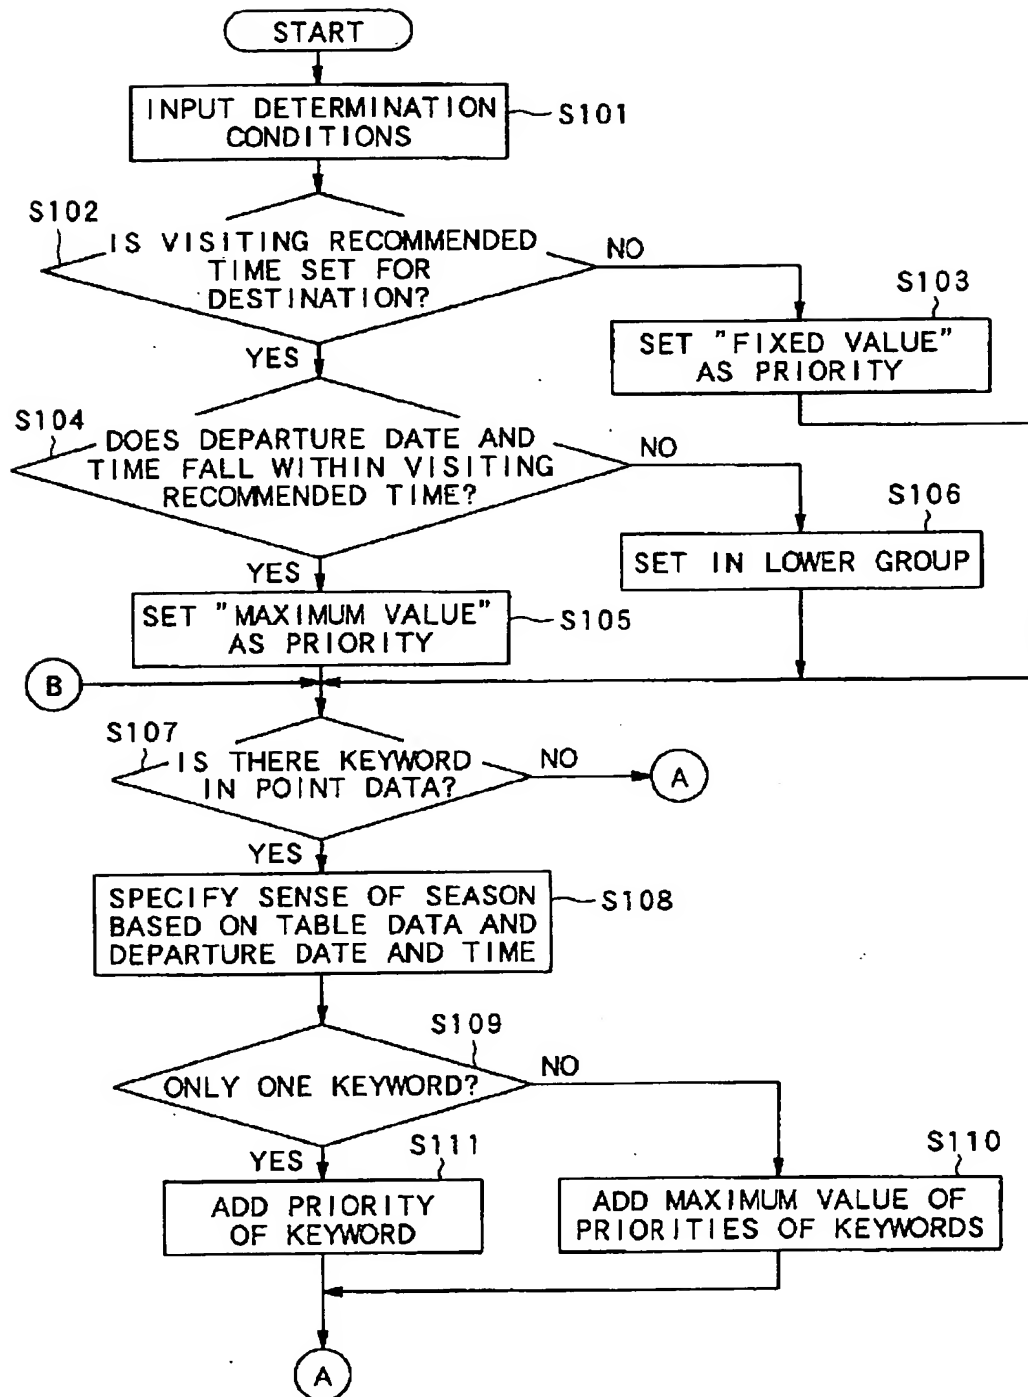 START
INPUT DETERMINATION
CONDITIONS
S101
S102
IS VISITING RECOMMENDED
TIME SET FOR
DESTINATION?
NO
YES
S103
SET "FIXED VALUE"
AS PRIORITY
S104
DOES DEPARTURE DATE AND
TIME FALL WITHIN VISITING
RECOMMENDED TIME?
NO
YES
S106
SET IN LOWER GROUP
SET "MAXIMUM VALUE"
AS PRIORITY
S105
B
S107
IS THERE KEYWORD
IN POINT DATA?
NO
A
YES
SPECIFY SENSE OF SEASON
BASED ON TABLE DATA AND
DEPARTURE DATE AND TIME
S108
S109
ONLY ONE KEYWORD?
NO
YES
S111
ADD PRIORITY
OF KEYWORD
S110
ADD MAXIMUM VALUE OF
PRIORITIES OF KEYWORDS
A